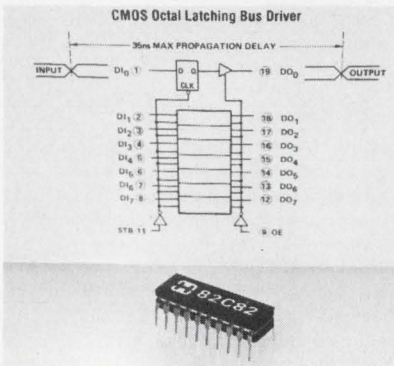 CMOS Octal Latching Bus Driver
35ns MAX PROPAGATION DELAY
INPUT DI0 1 D Q CLK 19 DO0 OUTPUT
DI1 2 18 DO1
DI2 3 17 DO2
DI3 4 16 DO3
DI4 5 15 DO4
DI5 6 14 DO5
DI6 7 13 DO6
DI7 8 12 DO7
STB 11 9 OE
82C82